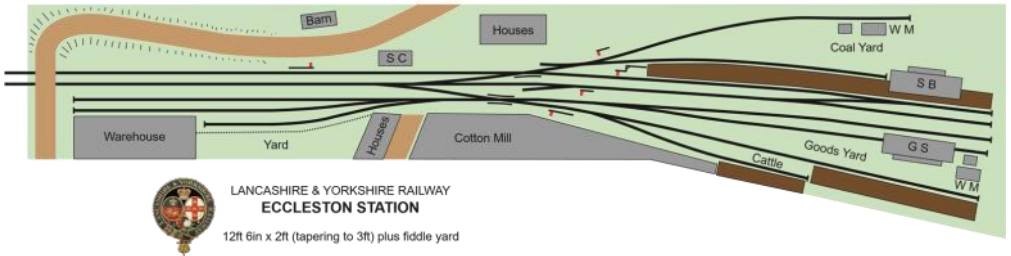 Barn
Houses
W M
Coal Yard
S C
S B
Warehouse
Yard
Houses
Cotton Mill
Goods Yard
G S
Cattle
W M
LANCASHIRE & YORKSHIRE RAILWAY
ECCLESTON STATION
12ft 6in x 2ft (tapering to 3ft) plus fiddle yard